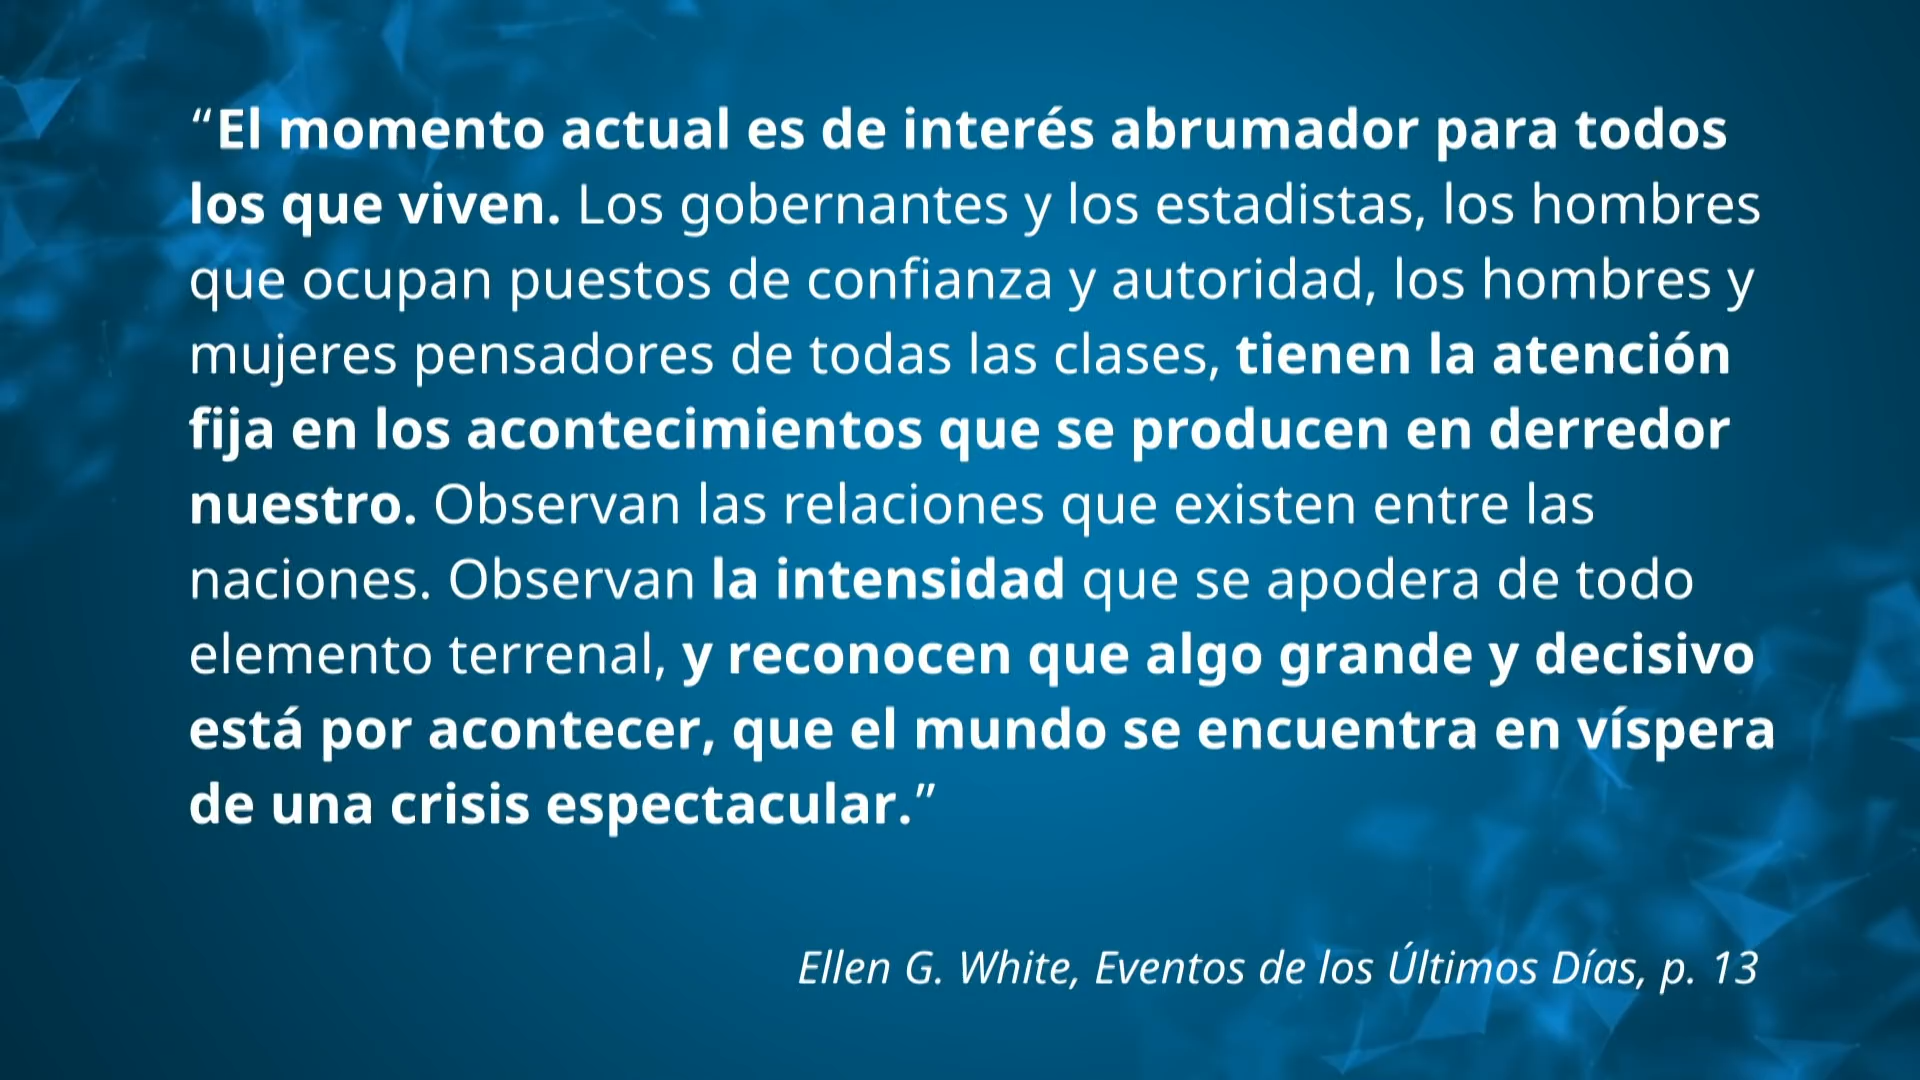 “El momento actual es de interés abrumador para todos
los que viven. Los gobernantes y los estadistas, los hombres
que ocupan puestos de confianza y autoridad, los hombres y
mujeres pensadores de todas las clases, tienen la atención
fija en los acontecimientos que se producen en derredor
nuestro. Observan las relaciones que existen entre las
naciones. Observan la intensidad que se apodera de todo
elemento terrenal, y reconocen que algo grande y decisivo
está por acontecer, que el mundo se encuentra en víspera
de una crisis espectacular.”
Ellen G. White, Eventos de los Últimos Días, p. 13